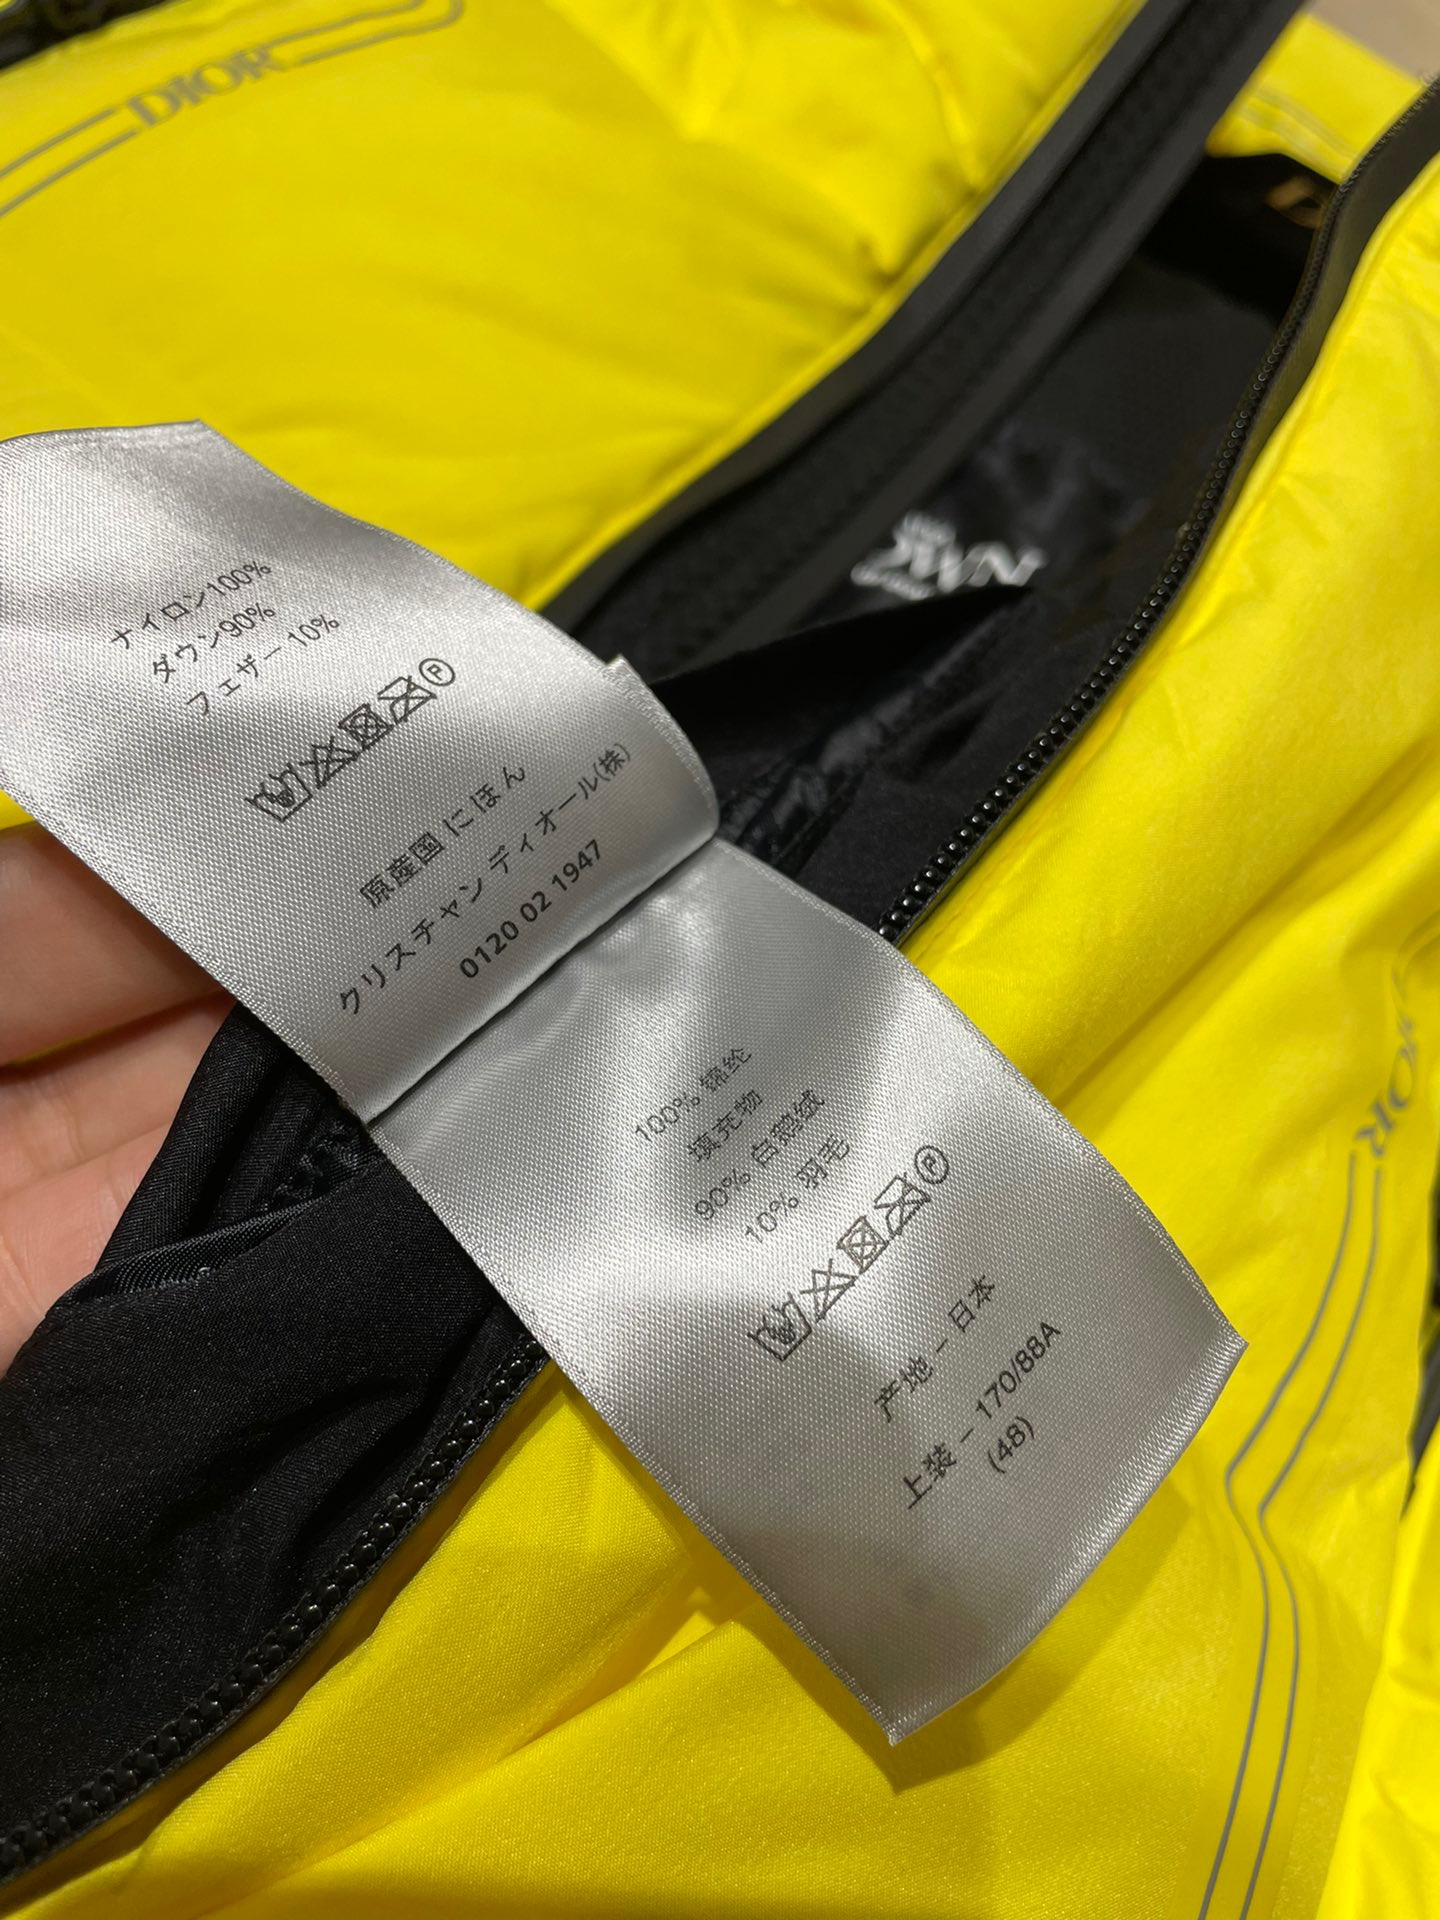 DIOR
OWN
ナイロン100%
ダウン90%
フェザー 10%
原産国 にほん
クリスチャン ディオール(株)
0120 02 1947
100% 锦纶
填充物
90% 白鹅绒
10% 羽毛
产地 - 日本
上装 - 170/88A
(48)
DIOR